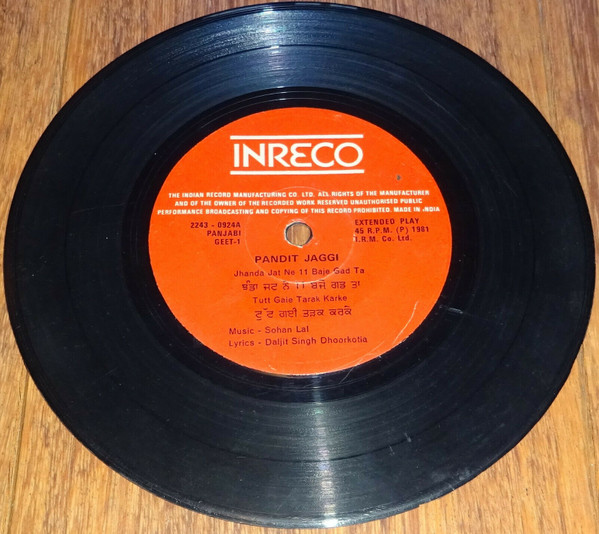 INRECO
THE INDIAN RECORD MANUFACTURING CO. LTD. ALL RIGHTS OF THE MANUFACTURER
AND OF THE OWNER OF THE RECORDED WORK RESERVED UNAUTHORISED PUBLIC
PERFORMANCE BROADCASTING AND COPYING OF THIS RECORD PROHIBITED. MADE IN INDIA
2243 - 0924A
PANJABI
GEET-1
EXTENDED PLAY
45 R.P.M. (P) 1981
I.R.M. Co. Ltd.
PANDIT JAGGI
Jhanda Jat Ne 11 Baje Gad Ta
ਝੰਡਾ ਜਟ ਨੇ 11 ਬਜੇ ਗਡ ਤਾ
Tutt Gaie Tarak Karke
ਟੁੱਟ ਗਈ ਤੜਕ ਕਰਕੇ
Music - Sohan Lal
Lyrics - Daljit Singh Dhoorkotia